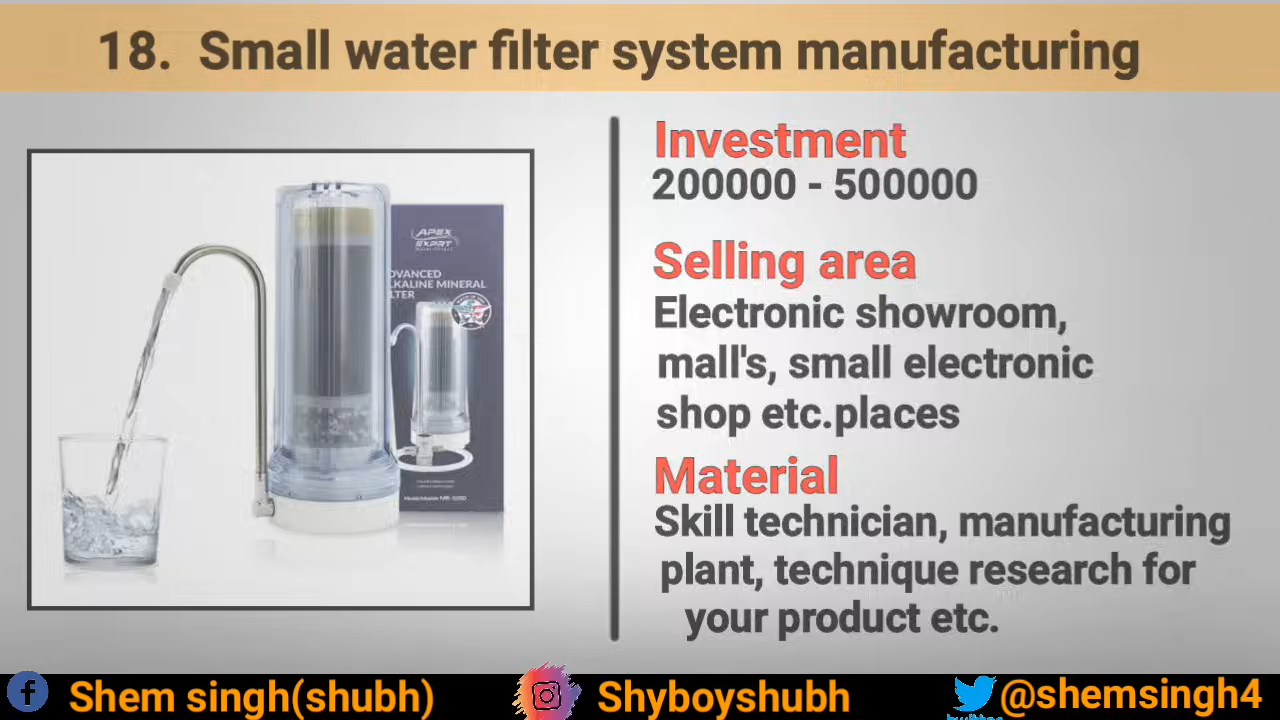 18. Small water filter system manufacturing
Investment
200000 - 500000
Selling area
Electronic showroom,
mall's, small electronic
shop etc.places
Material
Skill technician, manufacturing
plant, technique research for
your product etc.
APEX
EXPRT
DVANCED
LKALINE MINERAL
LTER
Shem singh(shubh)
Shyboyshubh
@shemsingh4